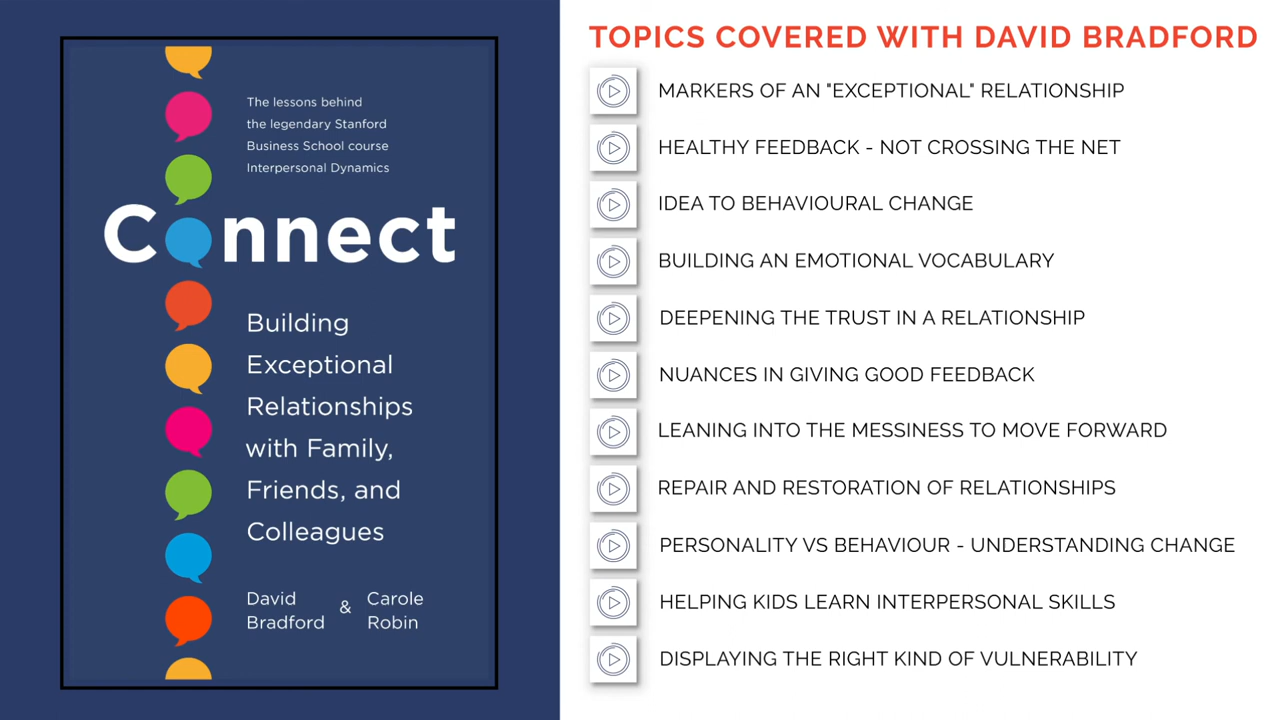 The lessons behind
the legendary Stanford
Business School course
Interpersonal Dynamics
Connect
Building
Exceptional
Relationships
with Family,
Friends, and
Colleagues
David
Bradford
&
Carole
Robin
TOPICS COVERED WITH DAVID BRADFORD
MARKERS OF AN "EXCEPTIONAL" RELATIONSHIP
HEALTHY FEEDBACK - NOT CROSSING THE NET
IDEA TO BEHAVIOURAL CHANGE
BUILDING AN EMOTIONAL VOCABULARY
DEEPENING THE TRUST IN A RELATIONSHIP
NUANCES IN GIVING GOOD FEEDBACK
LEANING INTO THE MESSINESS TO MOVE FORWARD
REPAIR AND RESTORATION OF RELATIONSHIPS
PERSONALITY VS BEHAVIOUR - UNDERSTANDING CHANGE
HELPING KIDS LEARN INTERPERSONAL SKILLS
DISPLAYING THE RIGHT KIND OF VULNERABILITY